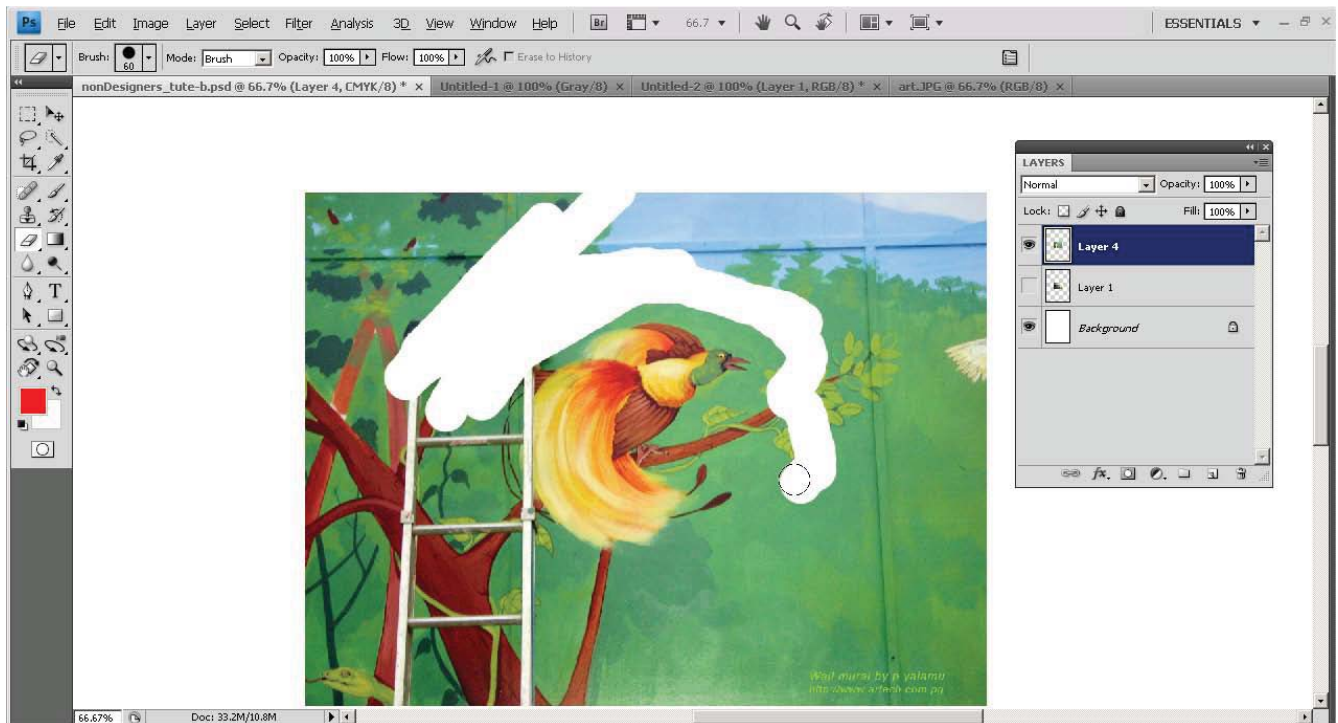 Ps File Edit Image Layer Select Filter Analysis 3D View Window Help Br 66.7 ESSENTIALS
Brush: 60 Mode: Brush Opacity: 100% Flow: 100% Erase to History
nonDesigners_tute-b.psd @ 66.7% (Layer 4, CMYK/8) * × Untitled-1 @ 100% (Gray/8) × Untitled-2 @ 100% (Layer 1, RGB/8) * × art.JPG @ 66.7% (RGB/8) ×
LAYERS
Normal Opacity: 100%
Lock: Fill: 100%
Layer 4
Layer 1
Background
fx.
T
Wall mural by
66.67% Doc: 33.2M/10.8M